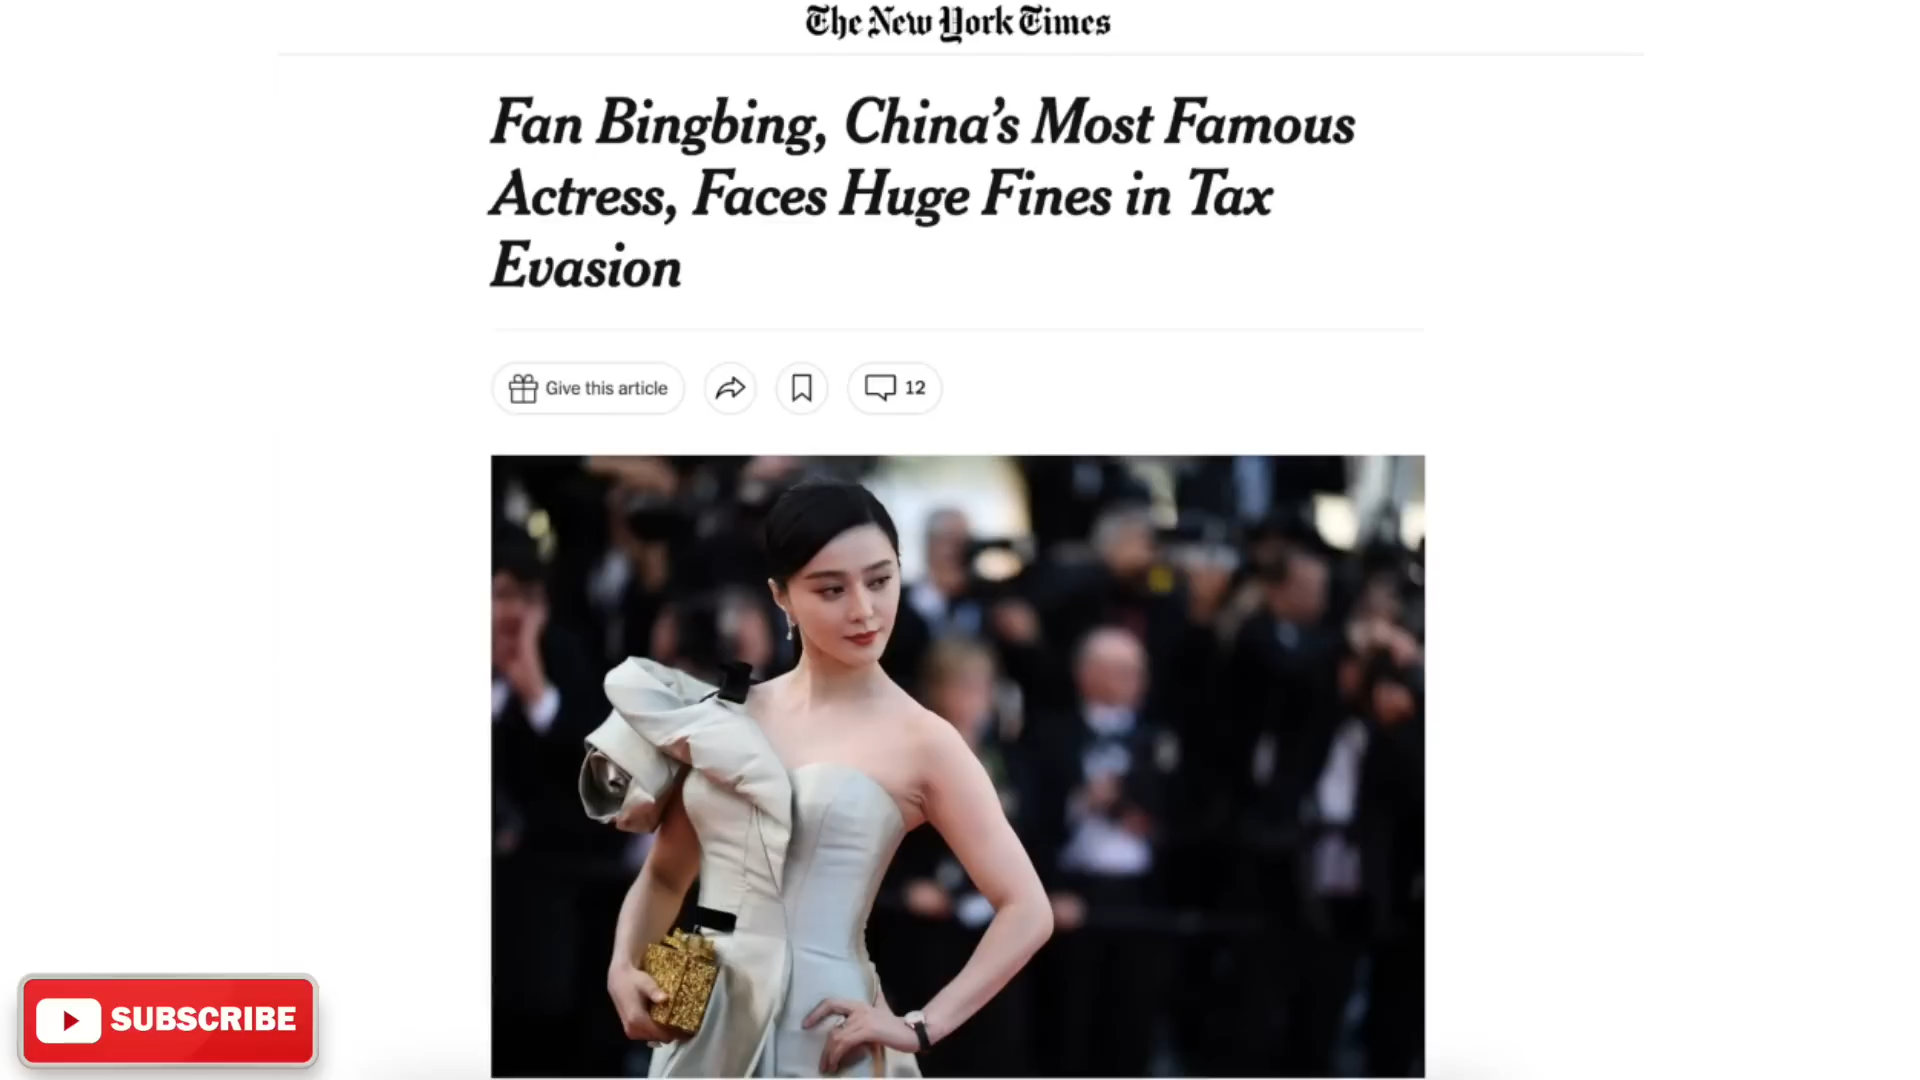 The New York Times
Fan Bingbing, China's Most Famous
Actress, Faces Huge Fines in Tax
Evasion
Give this article
12
SUBSCRIBE